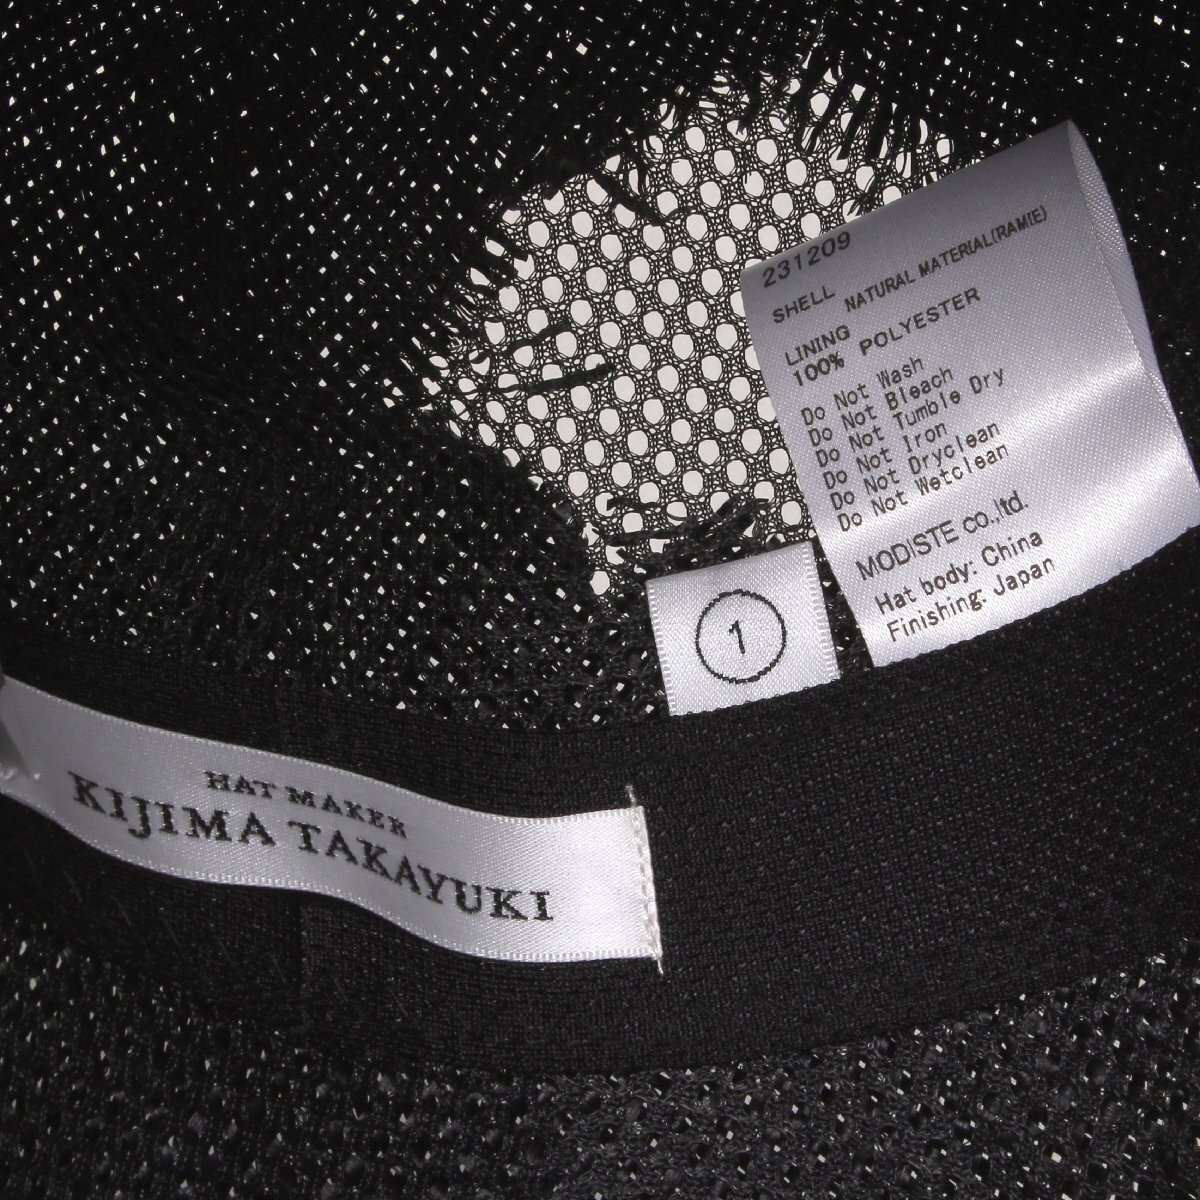 231209
SHELL NATURAL MATERIAL(RAMIE)
LINING
100% POLYESTER
Do Not Wash
Do Not Bleach
Do Not Tumble Dry
Do Not Iron
Do Not Dryclean
Do Not Wetclean
MODISTE co.,ltd.
Hat body: China
Finishing: Japan
1
HAT MAKER
KIJIMA TAKAYUKI